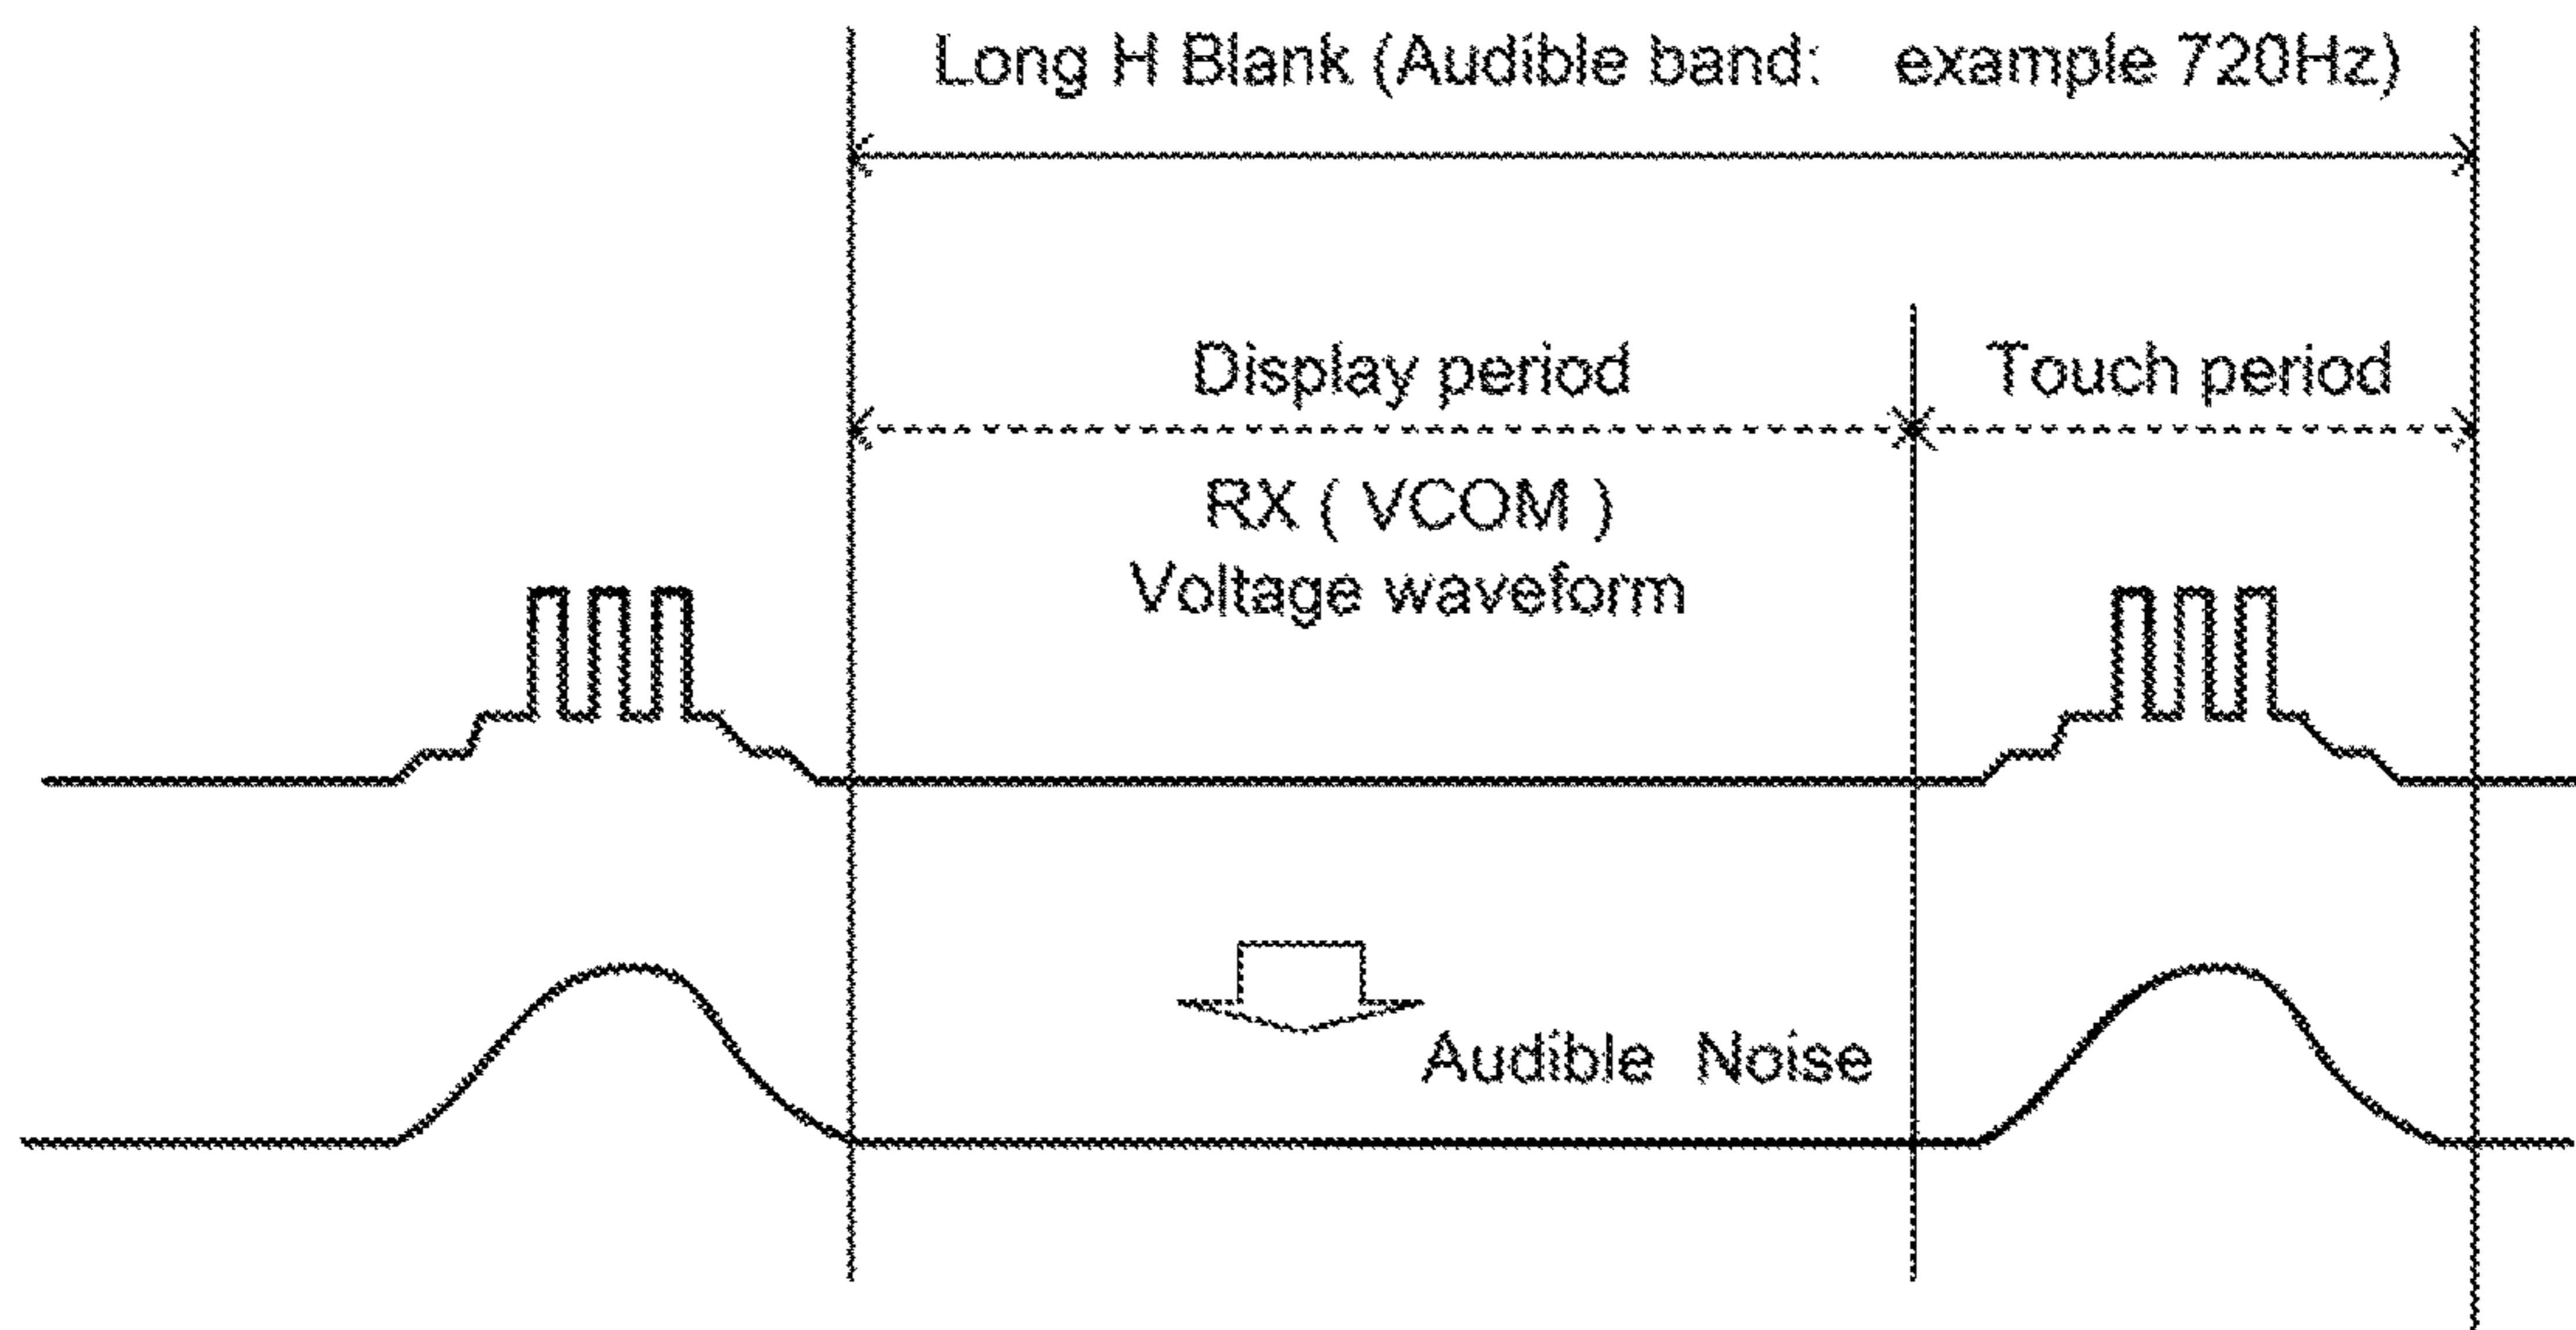 Long H Blank (Audible band: example 720Hz)
Display period
Touch period
RX ( VCOM )
Voltage waveform
Audible Noise